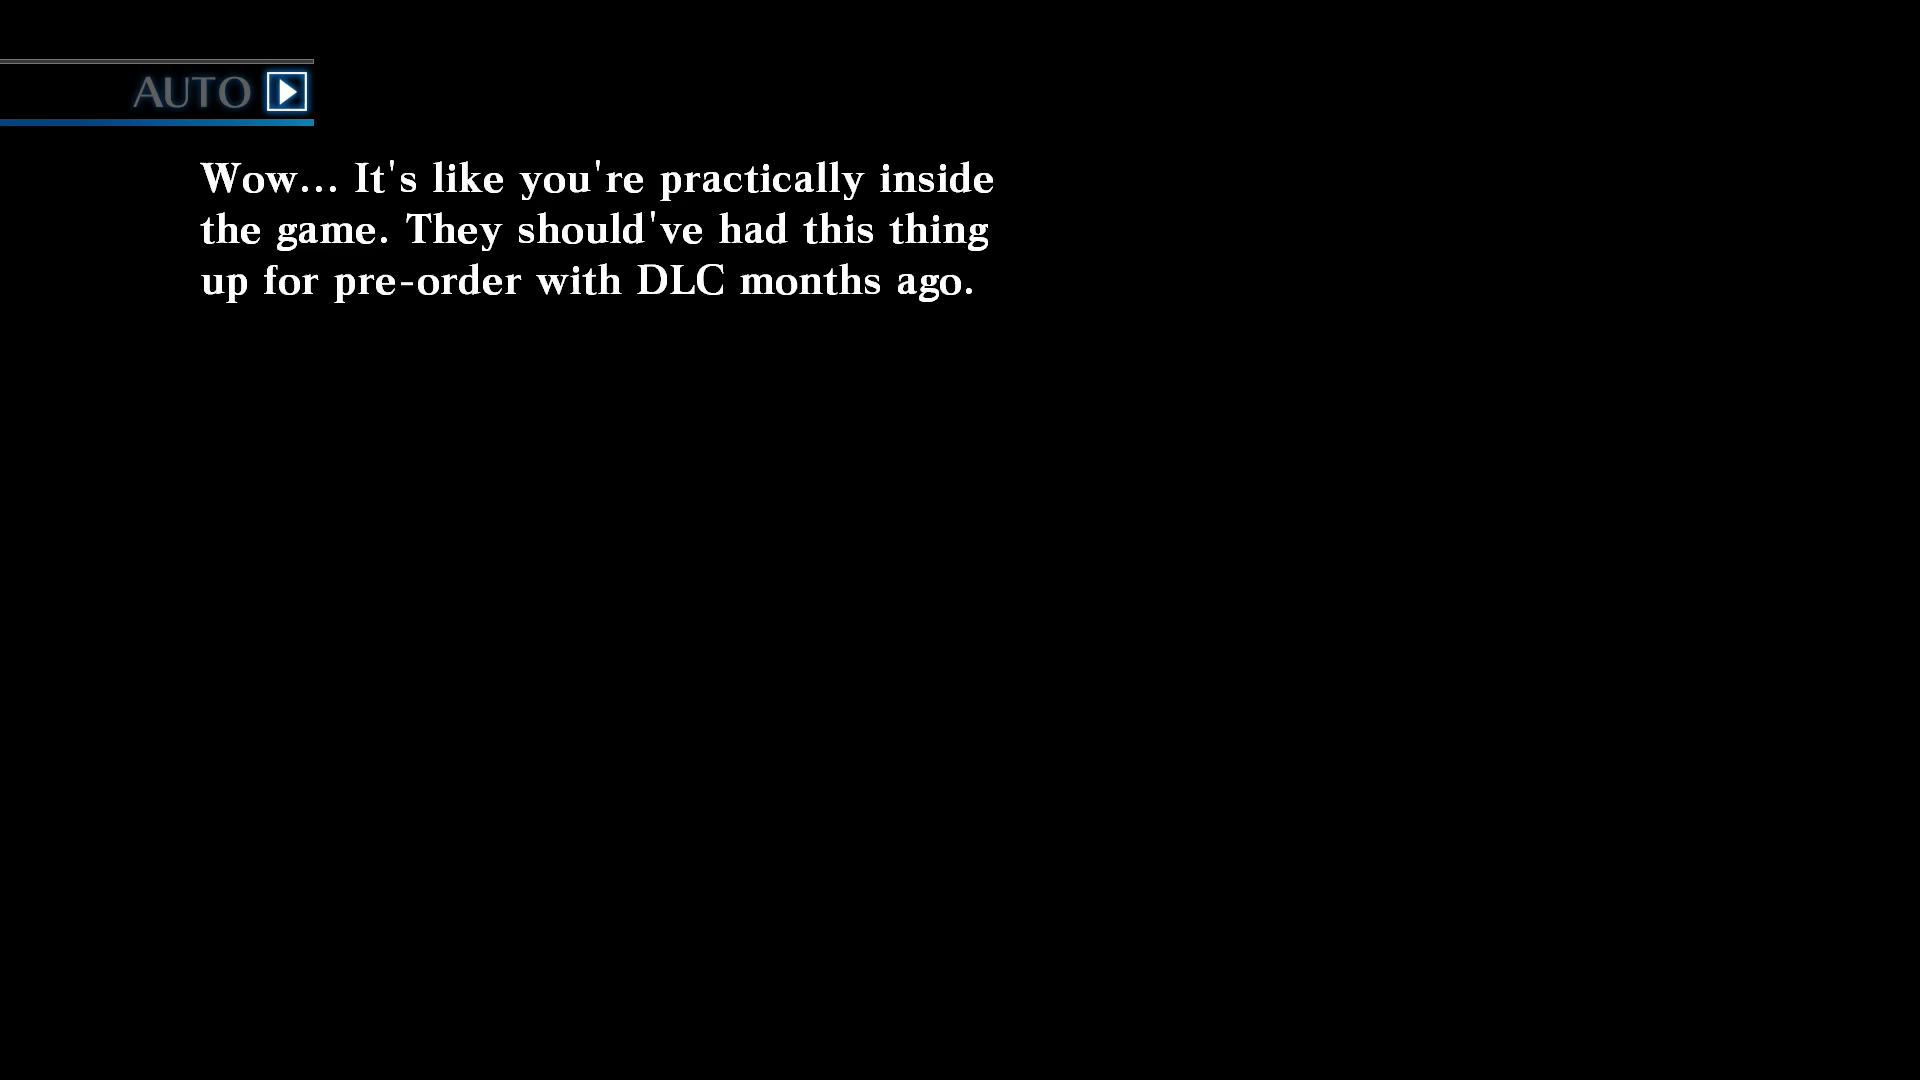 AUTO
Wow... It's like you're practically inside
the game. They should've had this thing
up for pre-order with DLC months ago.